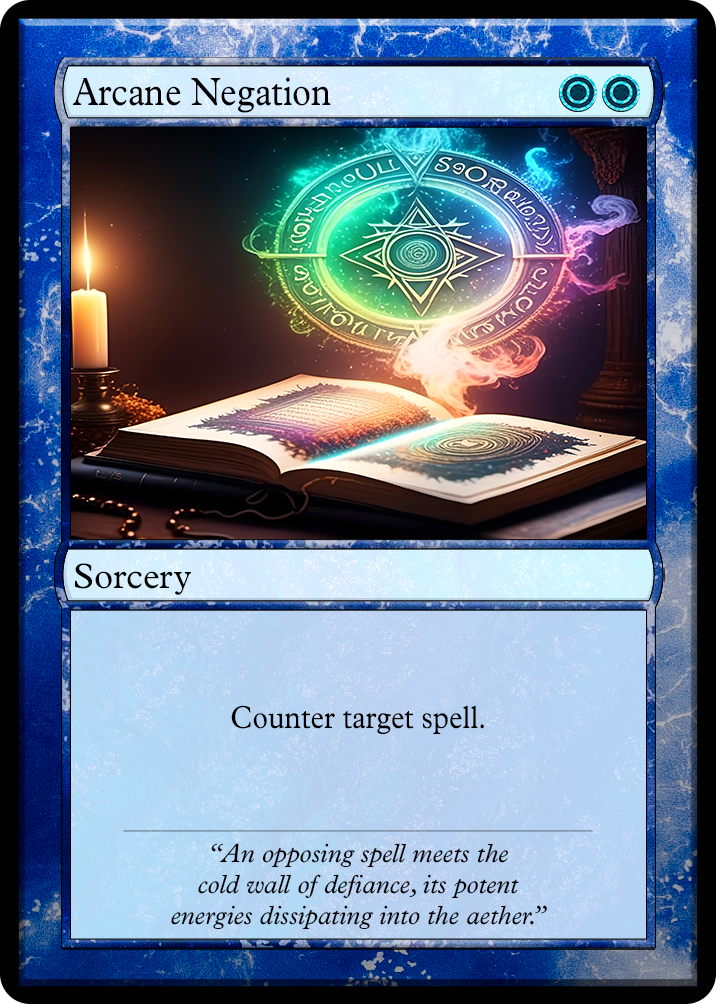 Arcane Negation
Sorcery
Counter target spell.
“An opposing spell meets the
cold wall of defiance, its potent
energies dissipating into the aether.”